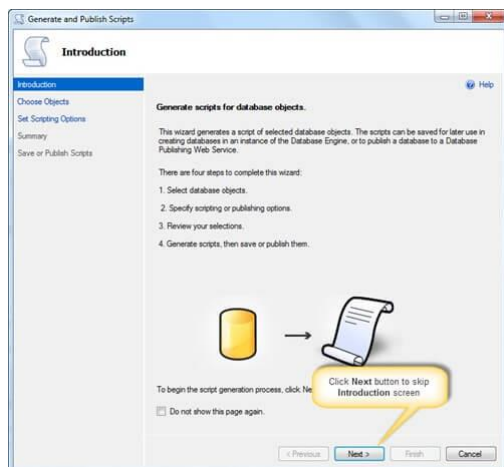 Generate and Publish Scripts
Introduction
Introduction
Choose Objects
Set Scripting Options
Summary
Save or Publish Scripts
Help
Generate scripts for database objects.
This wizard generates a script of selected database objects. The scripts can be saved for later use in
creating databases in an instance of the Database Engine, or to publish a database to a Database
Publishing Web Service.
There are four steps to complete this wizard:
1. Select database objects.
2. Specify scripting or publishing options.
3. Review your selections.
4. Generate scripts, then save or publish them.
To begin the script generation process, click Ne
Click Next button to skip
Introduction screen
Do not show this page again.
< Previous
Next >
Finish
Cancel